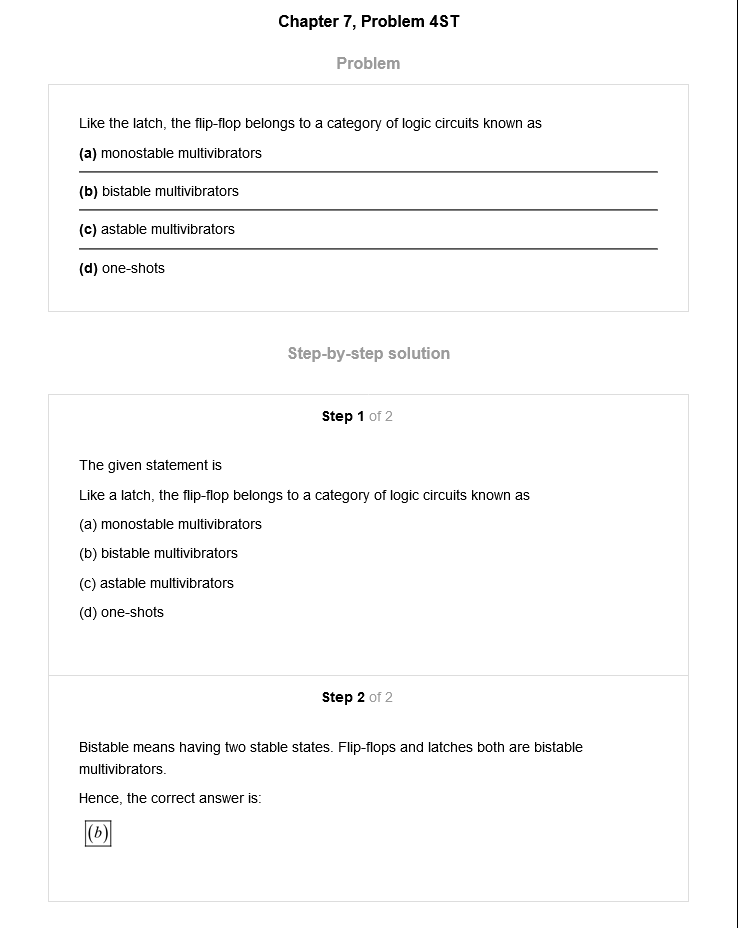 Chapter 7, Problem 4ST
Problem
Like the latch, the flip-flop belongs to a category of logic circuits known as
(a) monostable multivibrators
(b) bistable multivibrators
(c) astable multivibrators
(d) one-shots
Step-by-step solution
Step 1 of 2
The given statement is
Like a latch, the flip-flop belongs to a category of logic circuits known as
(a) monostable multivibrators
(b) bistable multivibrators
(c) astable multivibrators
(d) one-shots
Step 2 of 2
Bistable means having two stable states. Flip-flops and latches both are bistable
multivibrators.
Hence, the correct answer is:
(b)